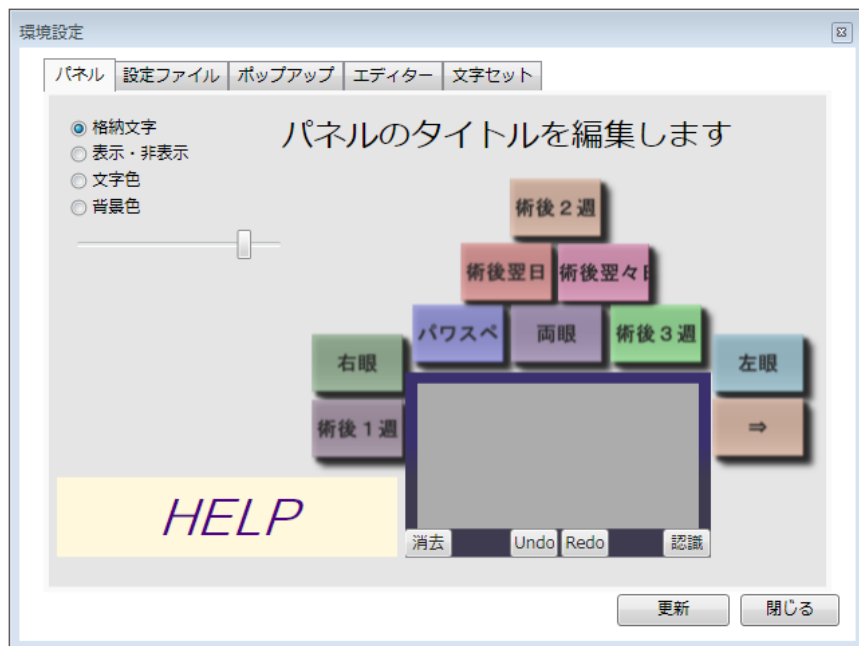 環境設定
パネル 設定ファイル ポップアップ エディター 文字セット
格納文字
表示・非表示
文字色
背景色
パネルのタイトルを編集します
術後2週
術後翌日 術後翌々日
パワスペ 両眼 術後3週
右眼 左眼
術後1週 ⇒
HELP
消去 Undo Redo 認識
更新 閉じる